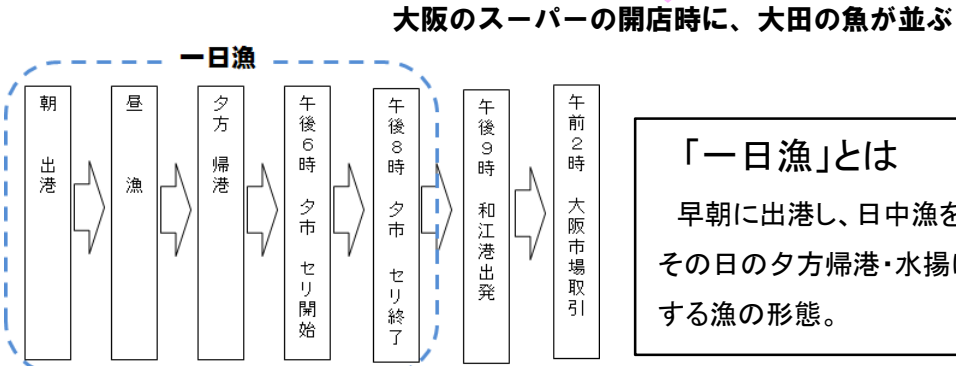 大阪のスーパーの開店時に、大田の魚が並ぶ
一日漁
朝 出港
昼 漁
夕方 帰港
午後6時 夕市 セリ開始
午後8時 夕市 セリ終了
午後9時 和江港出発
午前2時 大阪市場取引
「一日漁」とは
早朝に出港し、日中漁を
その日の夕方帰港・水揚げ
する漁の形態。